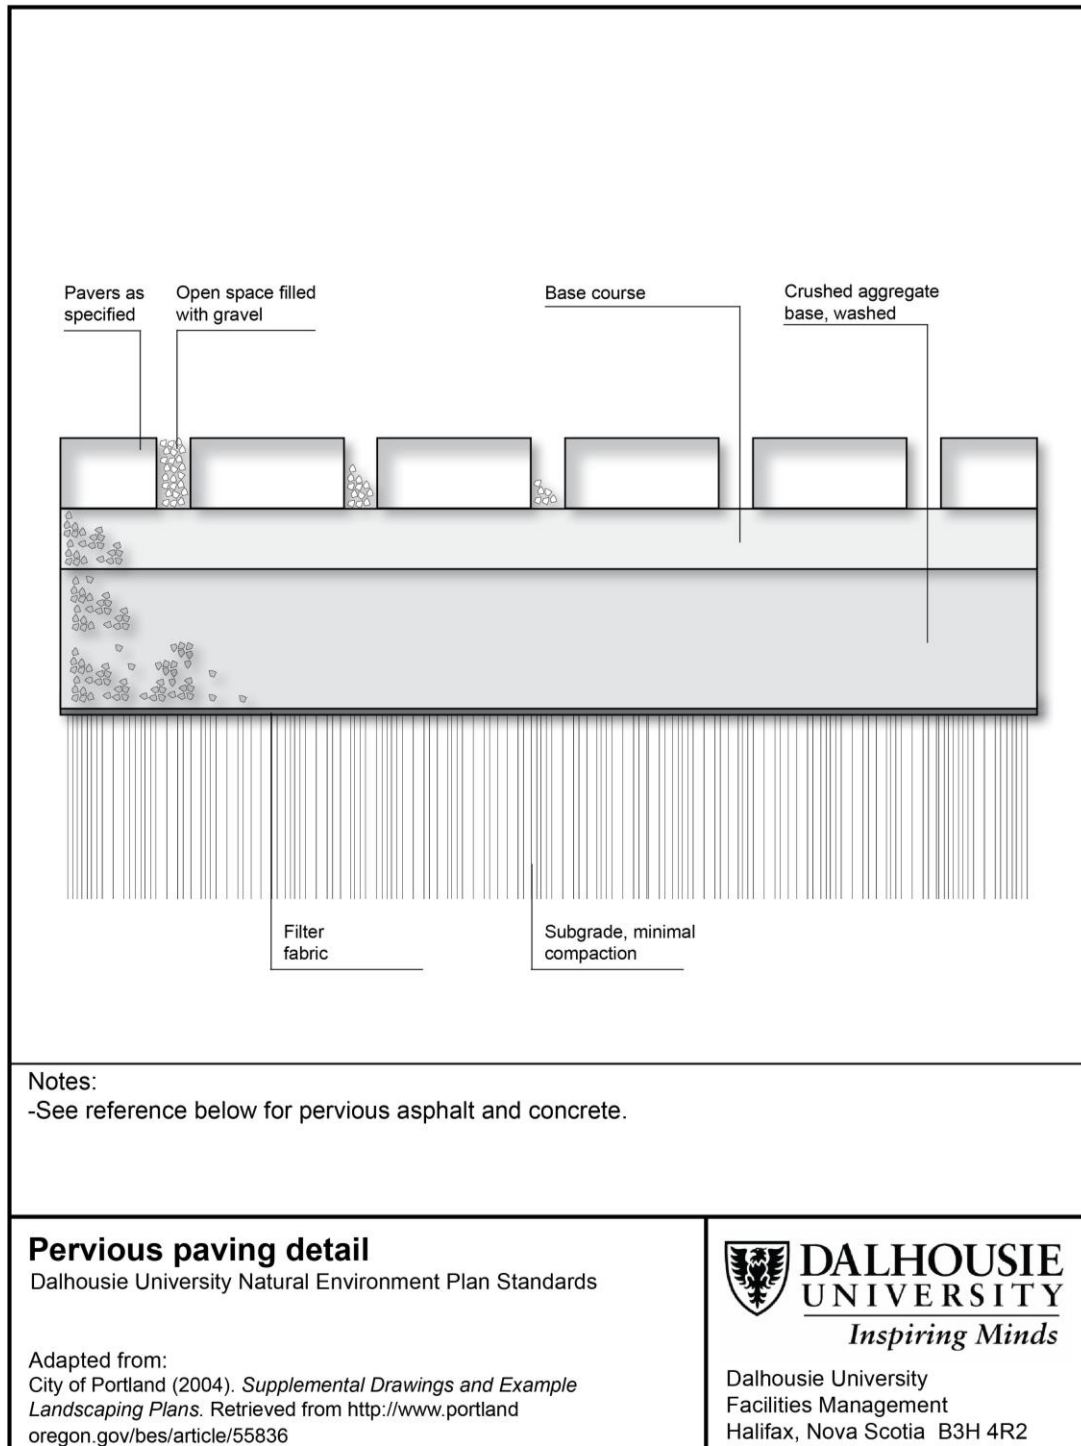 Pavers as
specified
Open space filled
with gravel
Base course
Crushed aggregate
base, washed
Filter
fabric
Subgrade, minimal
compaction
Notes:
-See reference below for pervious asphalt and concrete.
Pervious paving detail
Dalhousie University Natural Environment Plan Standards
Adapted from:
City of Portland (2004). Supplemental Drawings and Example
Landscaping Plans. Retrieved from http://www.portland
oregon.gov/bes/article/55836
DALHOUSIE
UNIVERSITY
Inspiring Minds
Dalhousie University
Facilities Management
Halifax, Nova Scotia B3H 4R2